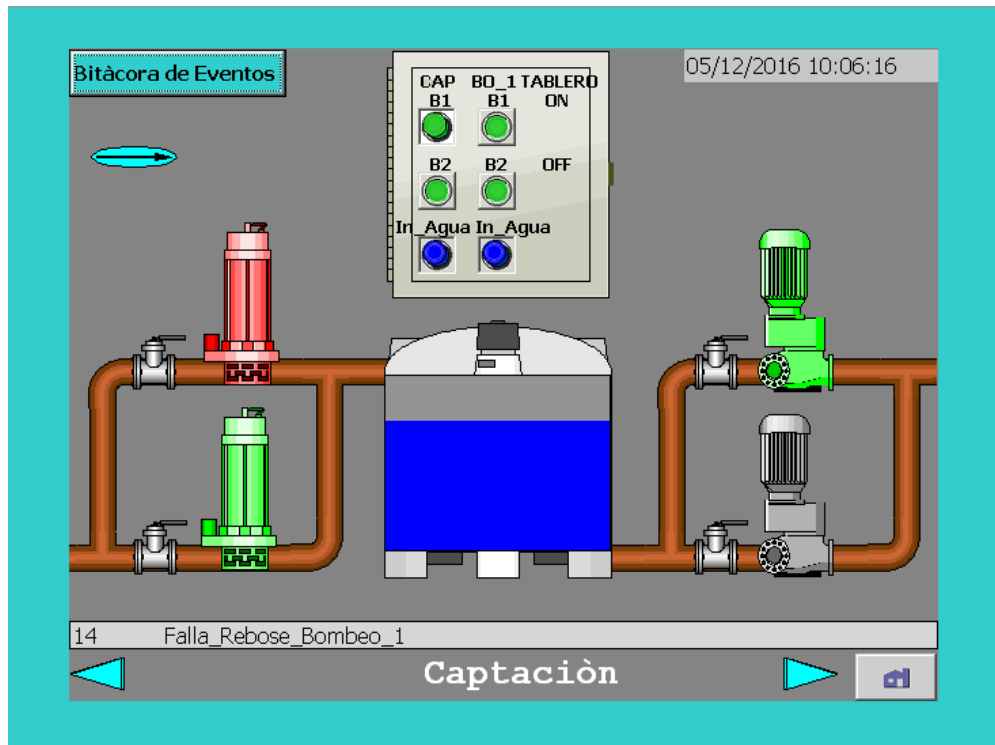 Bitàcora de Eventos
05/12/2016 10:06:16
CAP BO_1 TABLERO
B1 B1 ON
B2 B2 OFF
In_Agua In_Agua
14 Falla_Rebose_Bombeo_1
Captaciòn